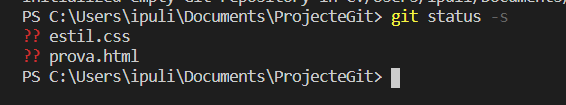 PS C:\Users\ipuli\Documents\ProjecteGit> git status -s
?? estil.css
?? prova.html
PS C:\Users\ipuli\Documents\ProjecteGit>